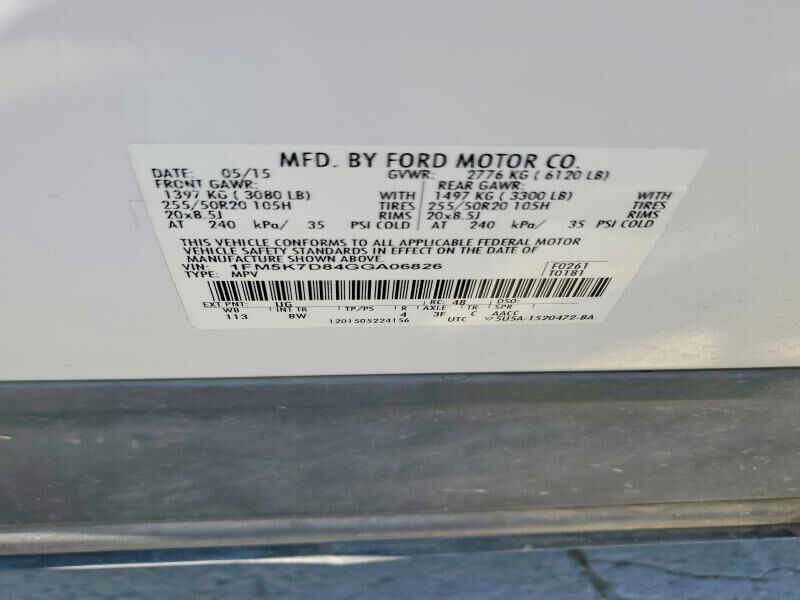 MFD. BY FORD MOTOR CO.
DATE: 05/15 GVWR: 2776 KG ( 6120 LB)
FRONT GAWR: REAR GAWR:
1397 KG ( 3080 LB) WITH 1497 KG ( 3300 LB) WITH
255/50R20 105H TIRES 255/50R20 105H TIRES
20x8.5J RIMS 20x8.5J RIMS
AT 240 kPa/ 35 PSI COLD AT 240 kPa/ 35 PSI COLD
THIS VEHICLE CONFORMS TO ALL APPLICABLE FEDERAL MOTOR
VEHICLE SAFETY STANDARDS IN EFFECT ON THE DATE OF
MANUFACTURE SHOWN ABOVE.
VIN: 1FM5K7D84GGA06826 F0261
TYPE: MPV T0181
EXT PNT: UG RC: 48 DSO:
WB INT TR TP/PS R AXLE TR SPR
113 BW 4 3F C AACC
1201505224156 UTC ▽5U5A-1520472-BA